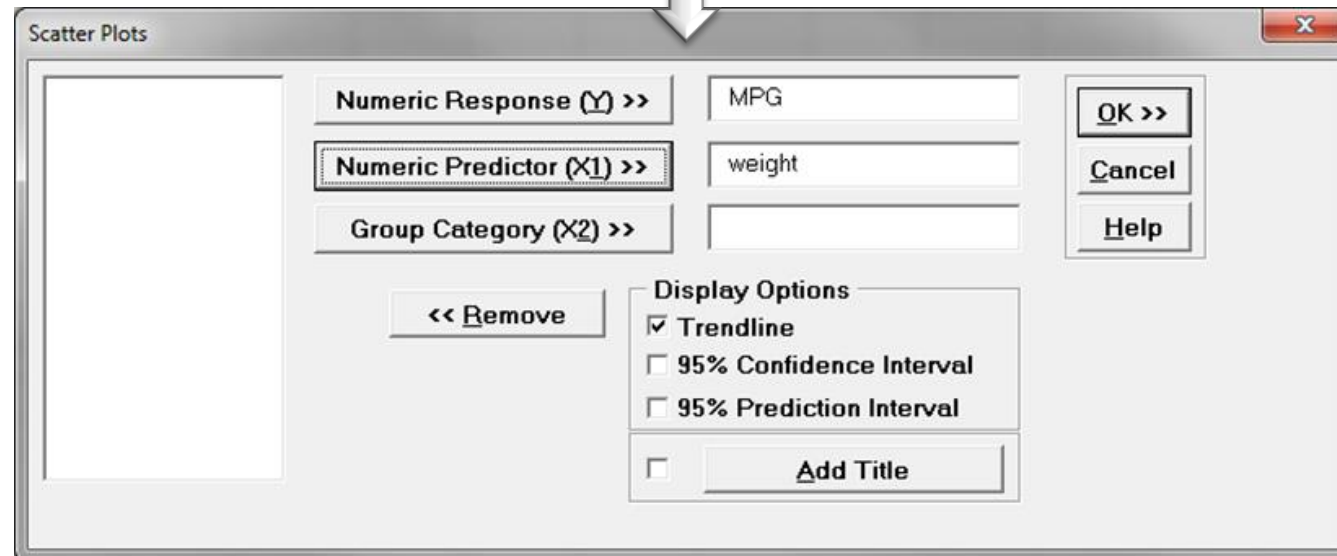 Scatter Plots
Numeric Response (Y) >>
MPG
OK >>
Numeric Predictor (X1) >>
weight
Cancel
Group Category (X2) >>
Help
<< Remove
Display Options
Trendline
95% Confidence Interval
95% Prediction Interval
Add Title